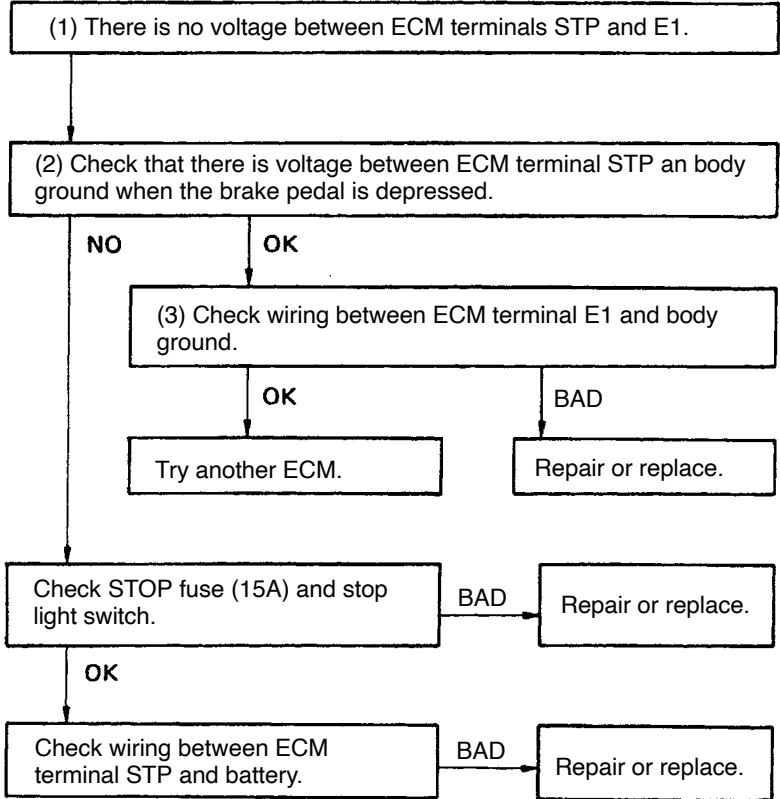 (1) There is no voltage between ECM terminals STP and E1.
(2) Check that there is voltage between ECM terminal STP an body
ground when the brake pedal is depressed.
NO
OK
(3) Check wiring between ECM terminal E1 and body
ground.
OK
BAD
Try another ECM.
Repair or replace.
Check STOP fuse (15A) and stop
light switch.
BAD
Repair or replace.
OK
Check wiring between ECM
terminal STP and battery.
BAD
Repair or replace.